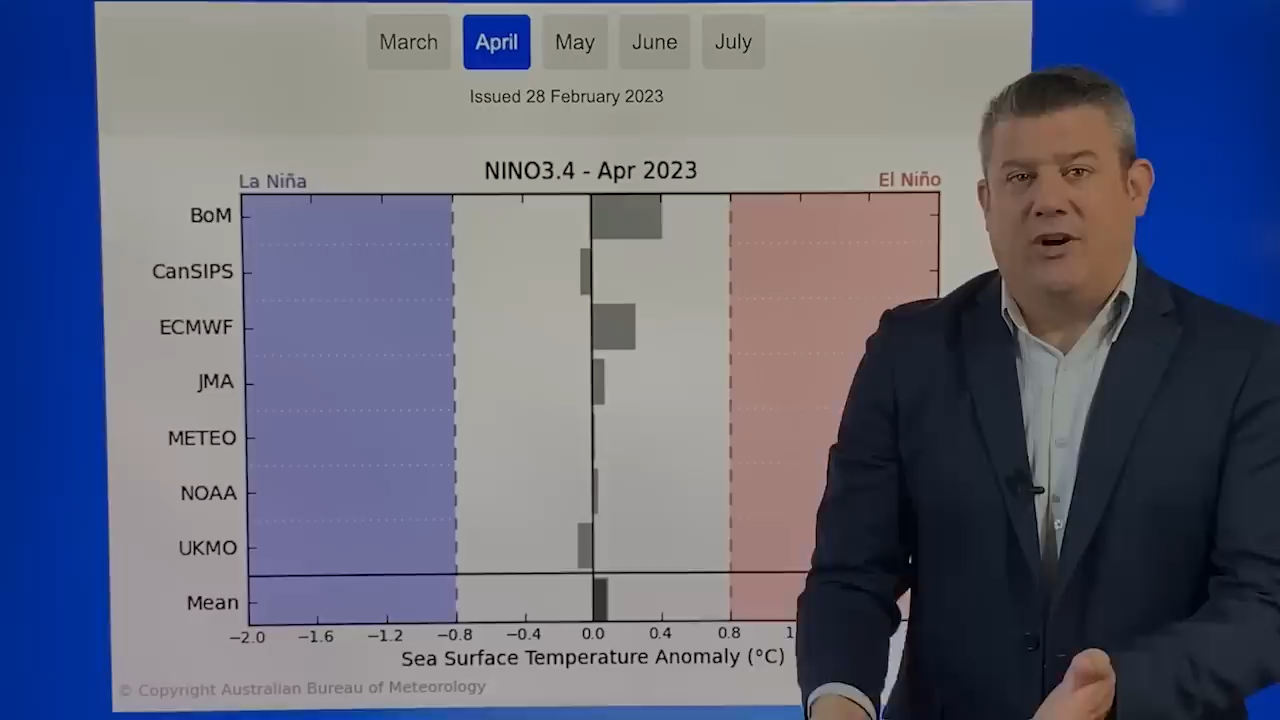 March April May June July
Issued 28 February 2023
NINO3.4 - Apr 2023
La Niña El Niño
BoM
CanSIPS
ECMWF
JMA
METEO
NOAA
UKMO
Mean
−2.0 −1.6 −1.2 −0.8 −0.4 0.0 0.4 0.8
Sea Surface Temperature Anomaly (°C)
© Copyright Australian Bureau of Meteorology